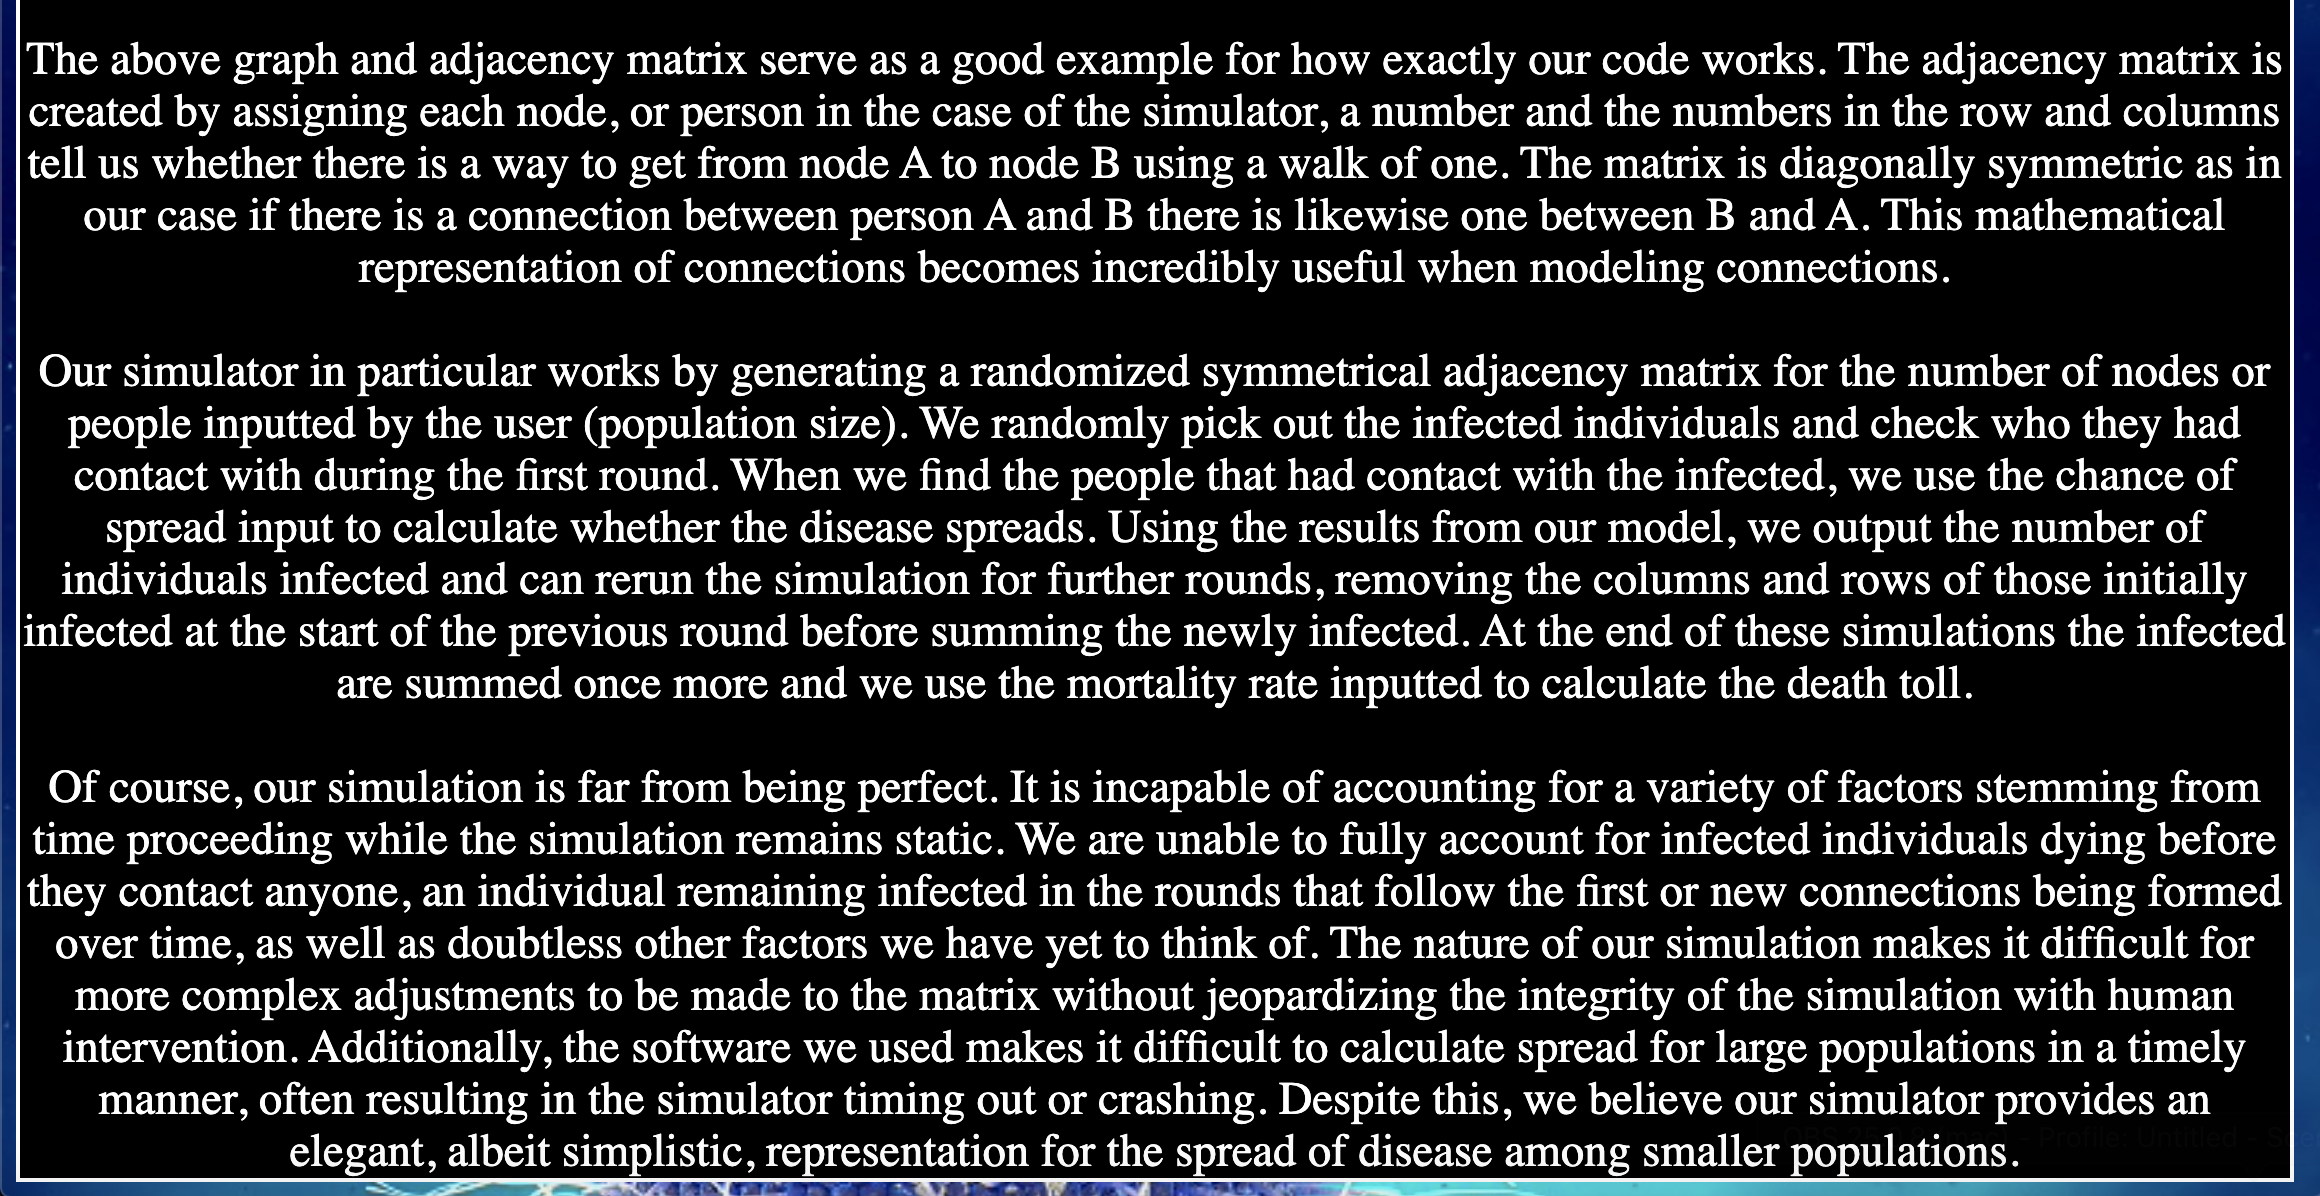 The above graph and adjacency matrix serve as a good example for how exactly our code works. The adjacency matrix is
created by assigning each node, or person in the case of the simulator, a number and the numbers in the row and columns
tell us whether there is a way to get from node A to node B using a walk of one. The matrix is diagonally symmetric as in
our case if there is a connection between person A and B there is likewise one between B and A. This mathematical
representation of connections becomes incredibly useful when modeling connections.
Our simulator in particular works by generating a randomized symmetrical adjacency matrix for the number of nodes or
people inputted by the user (population size). We randomly pick out the infected individuals and check who they had
contact with during the first round. When we find the people that had contact with the infected, we use the chance of
spread input to calculate whether the disease spreads. Using the results from our model, we output the number of
individuals infected and can rerun the simulation for further rounds, removing the columns and rows of those initially
infected at the start of the previous round before summing the newly infected. At the end of these simulations the infected
are summed once more and we use the mortality rate inputted to calculate the death toll.
Of course, our simulation is far from being perfect. It is incapable of accounting for a variety of factors stemming from
time proceeding while the simulation remains static. We are unable to fully account for infected individuals dying before
they contact anyone, an individual remaining infected in the rounds that follow the first or new connections being formed
over time, as well as doubtless other factors we have yet to think of. The nature of our simulation makes it difficult for
more complex adjustments to be made to the matrix without jeopardizing the integrity of the simulation with human
intervention. Additionally, the software we used makes it difficult to calculate spread for large populations in a timely
manner, often resulting in the simulator timing out or crashing. Despite this, we believe our simulator provides an
elegant, albeit simplistic, representation for the spread of disease among smaller populations.
- Profile: Untitled -